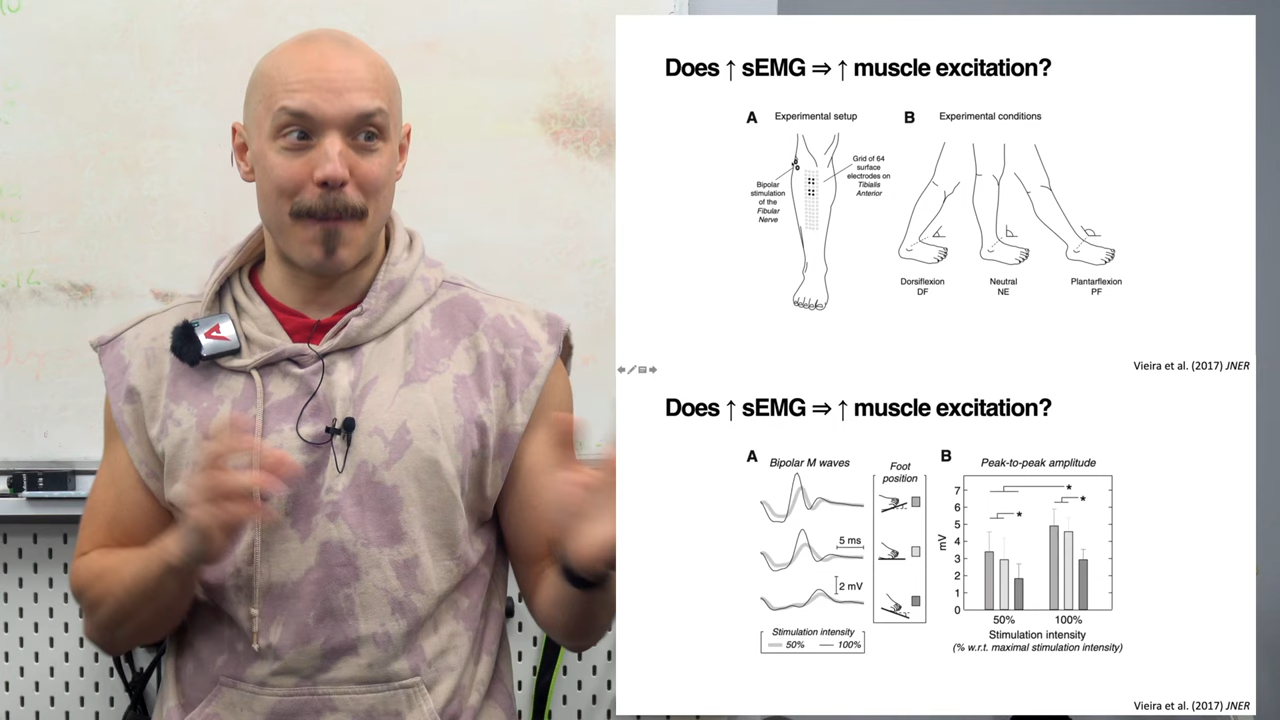 Does ↑ sEMG ⇒ ↑ muscle excitation?
A Experimental setup
B Experimental conditions
Bipolar
stimulation
of the
Fibular
Nerve
Grid of 64
surface
electrodes on
Tibialis
Anterior
Dorsiflexion
DF
Neutral
NE
Plantarflexion
PF
Vieira et al. (2017) JNER
Does ↑ sEMG ⇒ ↑ muscle excitation?
A Bipolar M waves
Foot
position
5 ms
2 mV
Stimulation intensity
50% 100%
B Peak-to-peak amplitude
*
*
*
mV
7
6
5
4
3
2
1
0
50% 100%
Stimulation intensity
(% w.r.t. maximal stimulation intensity)
Vieira et al. (2017) JNER